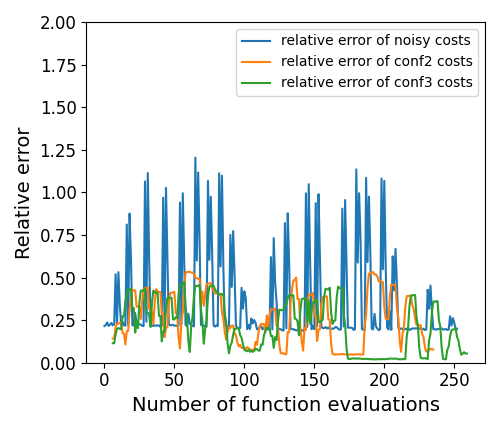 relative error of noisy costs
relative error of conf2 costs
relative error of conf3 costs
Relative error
2.00
1.75
1.50
1.25
1.00
0.75
0.50
0.25
0.00
0 50 100 150 200 250
Number of function evaluations